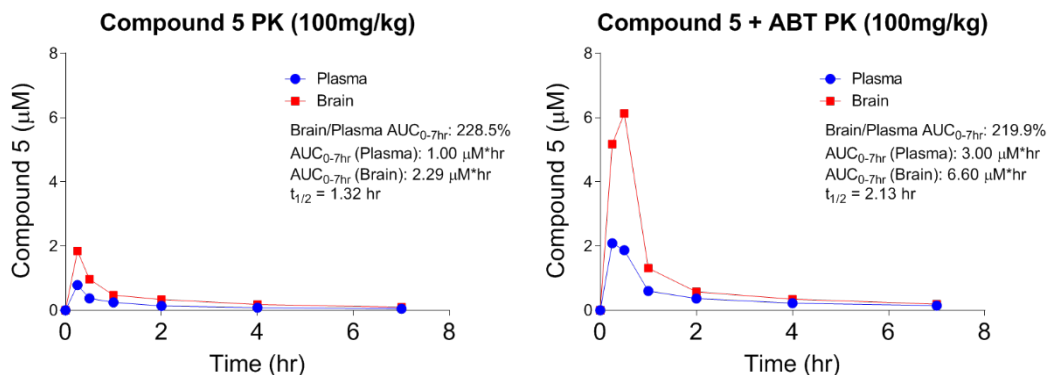 Compound 5 PK (100mg/kg)
Compound 5 (μM)
8
6
4
2
0
Plasma
Brain
Brain/Plasma AUC0-7hr: 228.5%
AUC0-7hr (Plasma): 1.00 μM*hr
AUC0-7hr (Brain): 2.29 μM*hr
t1/2 = 1.32 hr
0 2 4 6 8
Time (hr)
Compound 5 + ABT PK (100mg/kg)
Compound 5 (μM)
8
6
4
2
0
Plasma
Brain
Brain/Plasma AUC0-7hr: 219.9%
AUC0-7hr (Plasma): 3.00 μM*hr
AUC0-7hr (Brain): 6.60 μM*hr
t1/2 = 2.13 hr
0 2 4 6 8
Time (hr)